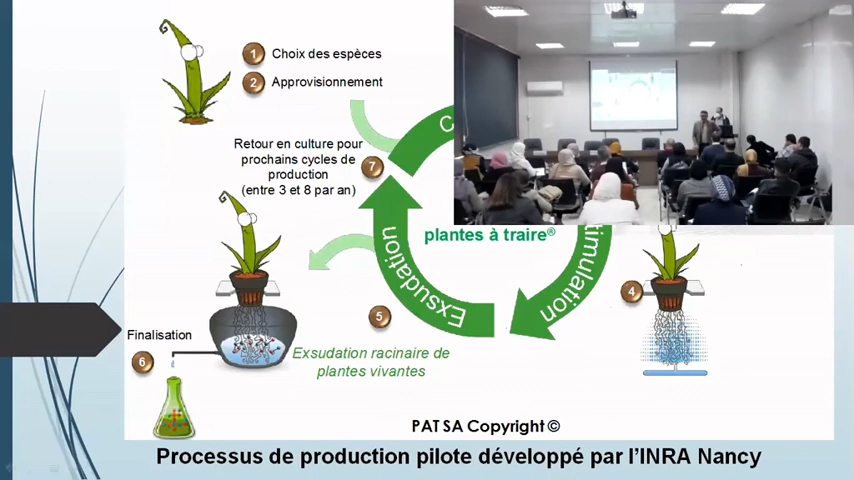 1 Choix des espèces
2 Approvisionnement
Retour en culture pour
prochains cycles de
production
(entre 3 et 8 par an)
7
plantes à traire®
timulation
Exsudation
4
5
Finalisation
6
Exsudation racinaire de
plantes vivantes
PAT SA Copyright ©
Processus de production pilote développé par l'INRA Nancy